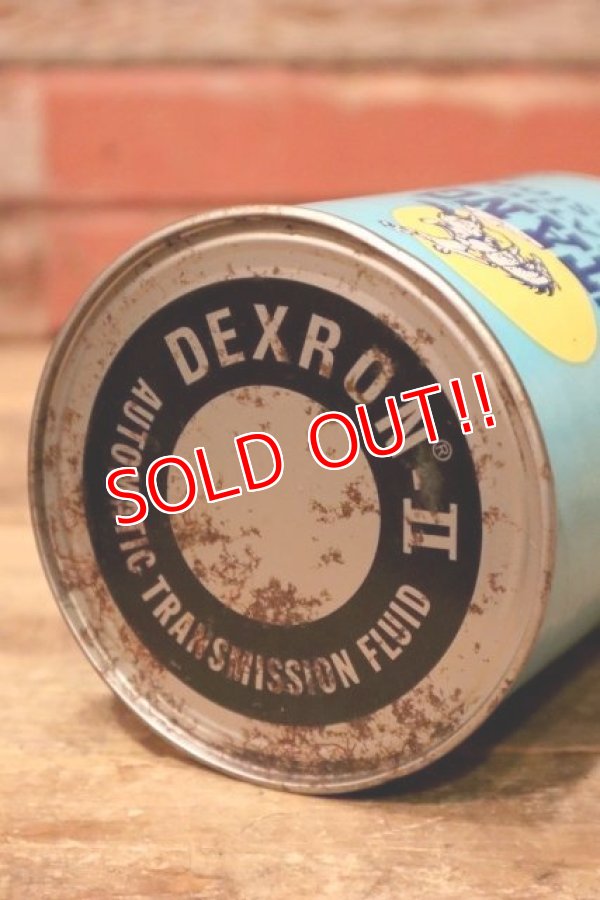 DEXRON®-II
AUTOMATIC TRANSMISSION FLUID
SOLD OUT!!